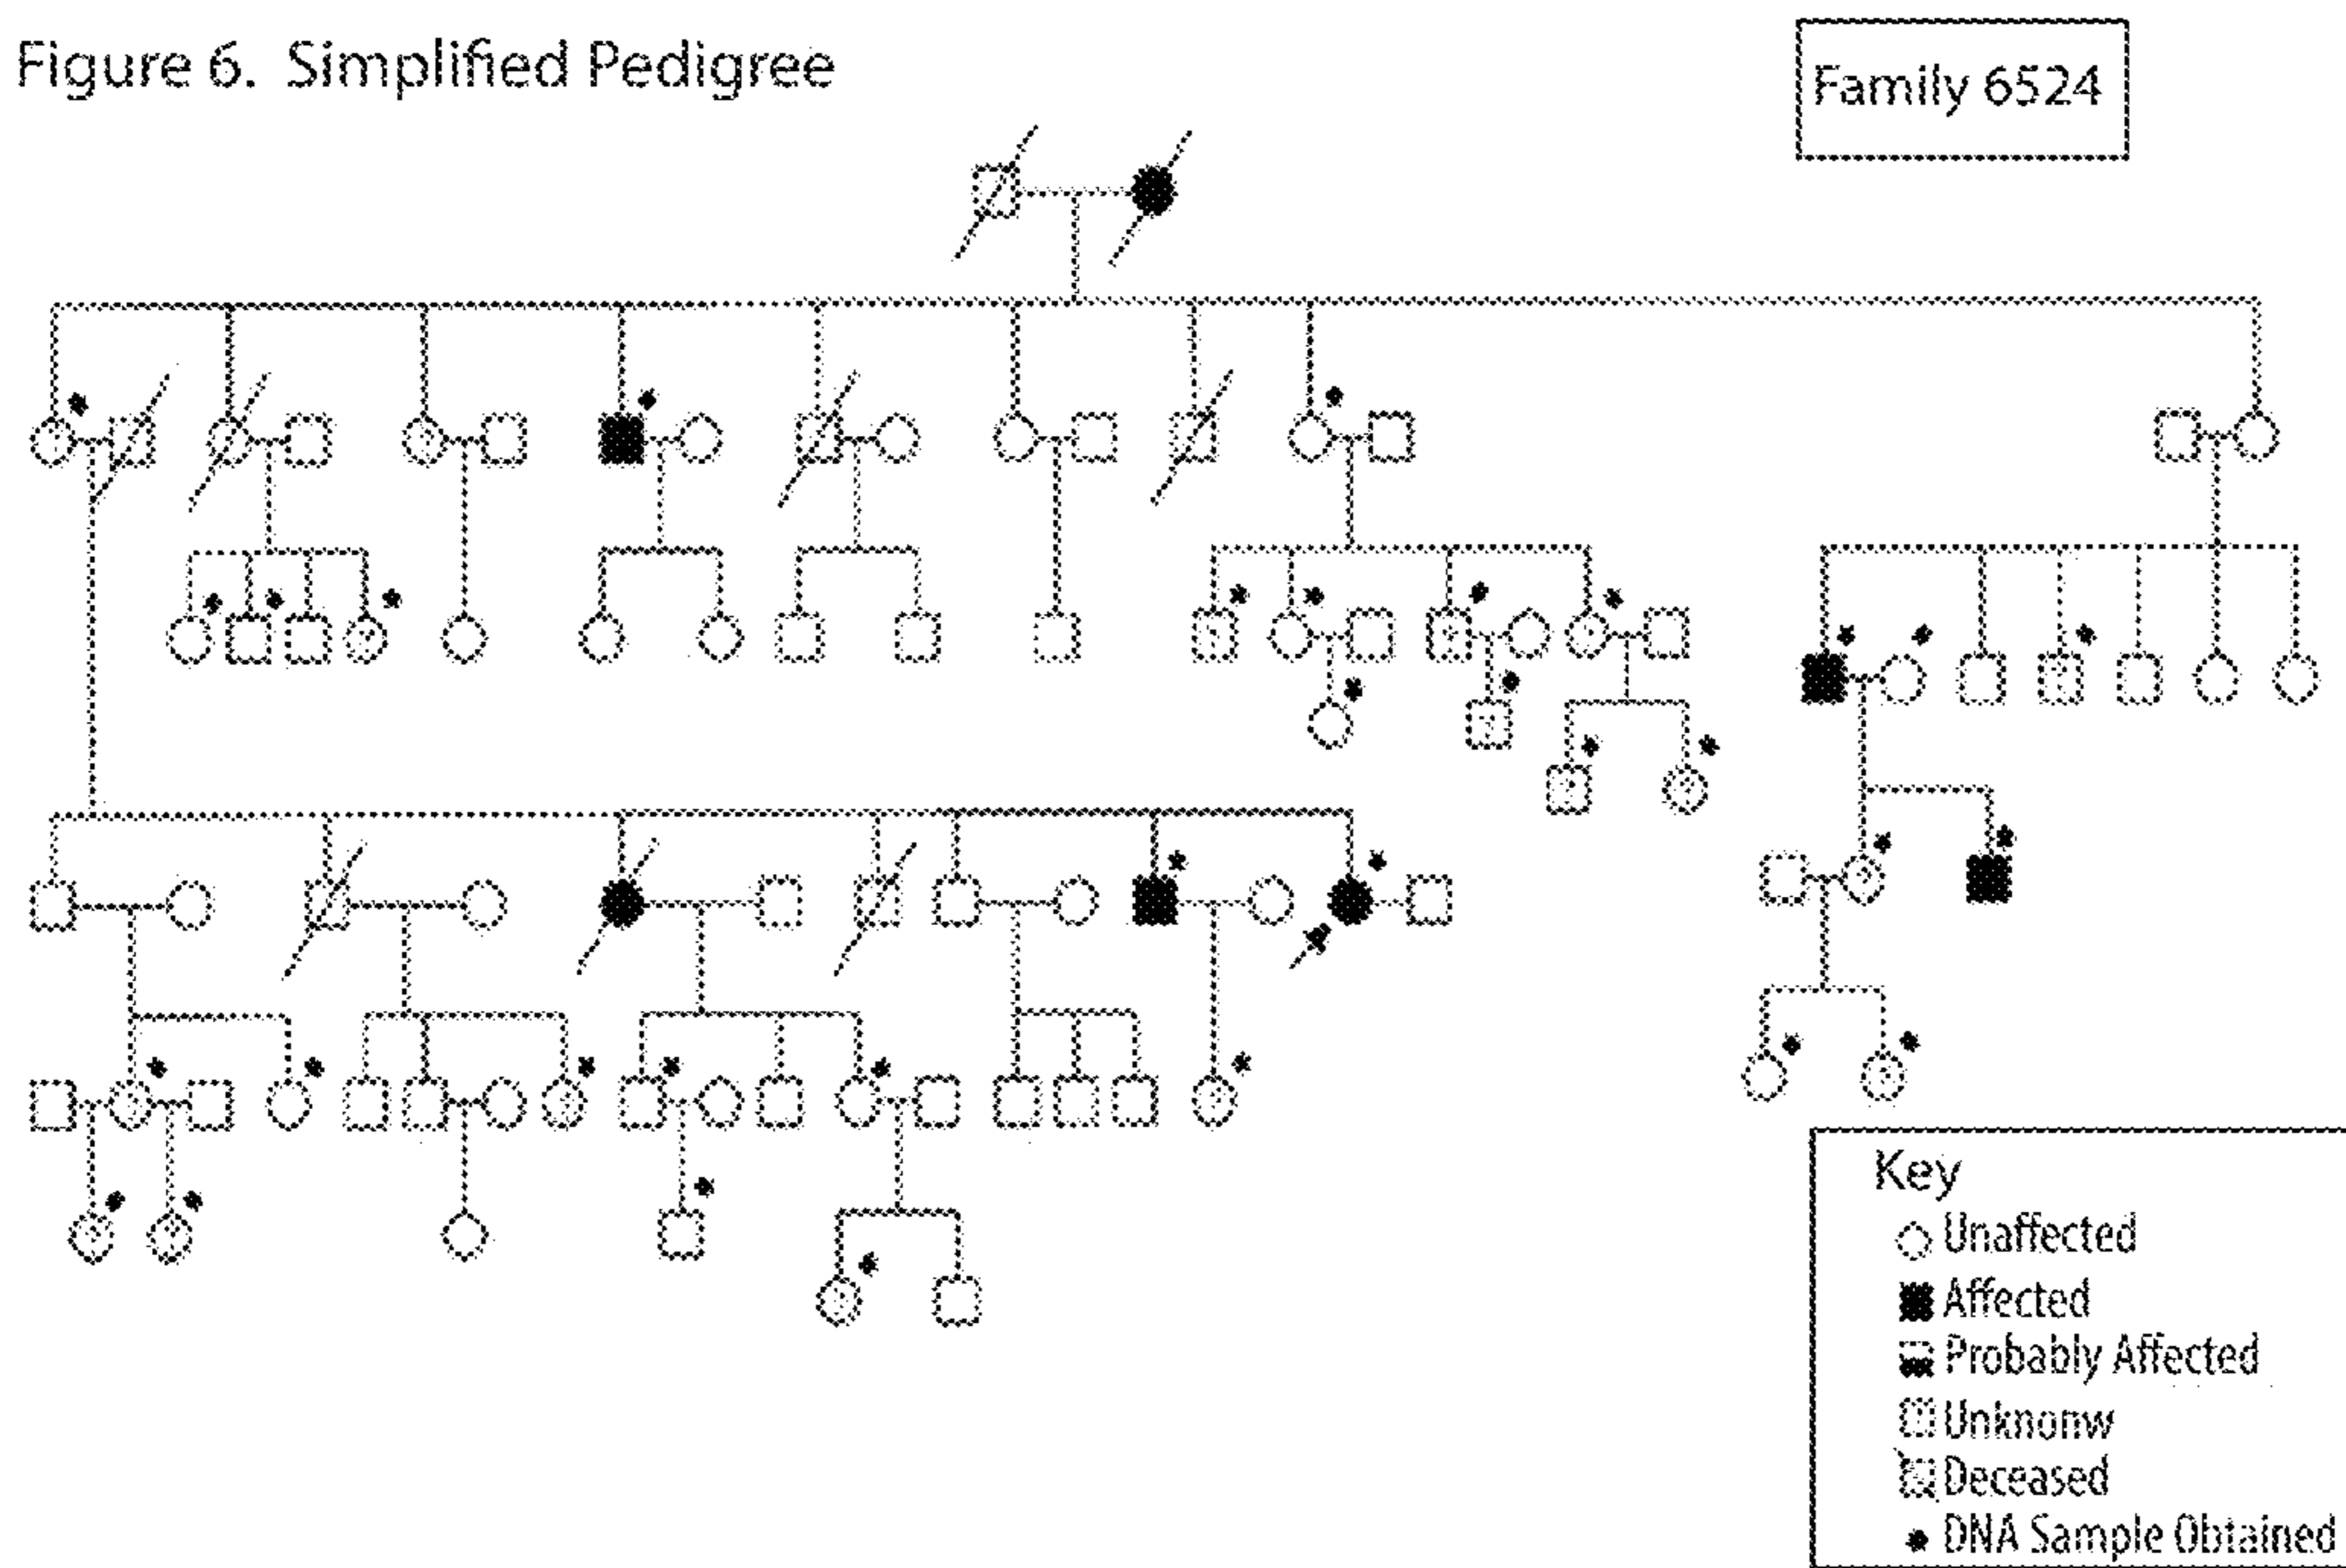 Figure 6. Simplified Pedigree
Family 6524
Key
Unaffected
Affected
Probably Affected
Unknonw
Deceased
DNA Sample Obtained